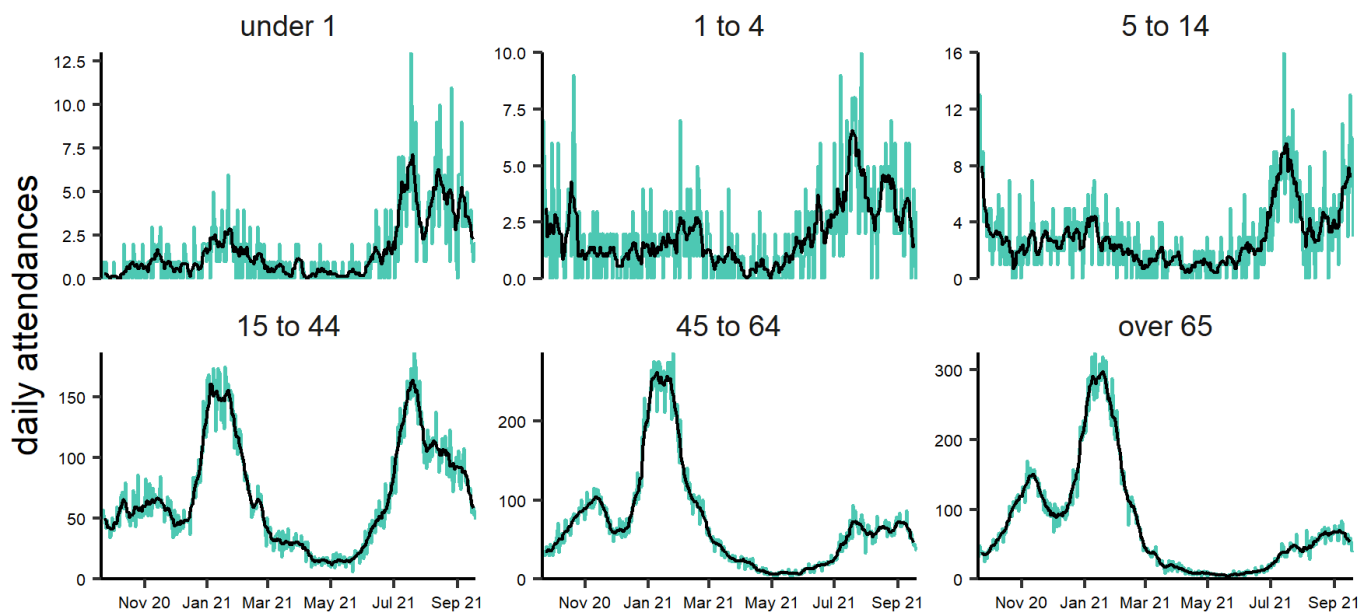 under 1
1 to 4
5 to 14
12.5
10.0
7.5
5.0
2.5
0.0
10.0
7.5
5.0
2.5
0.0
16
12
8
4
0
daily attendances
15 to 44
45 to 64
over 65
150
100
50
0
200
100
0
300
200
100
0
Nov 20 Jan 21 Mar 21 May 21 Jul 21 Sep 21
Nov 20 Jan 21 Mar 21 May 21 Jul 21 Sep 21
Nov 20 Jan 21 Mar 21 May 21 Jul 21 Sep 21